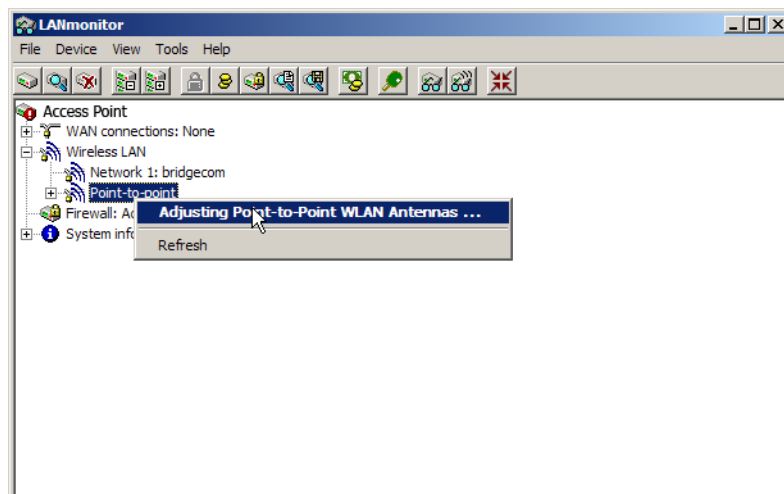 LANmonitor
File Device View Tools Help
Access Point
WAN connections: None
Wireless LAN
Network 1: bridgecom
Point-to-point
Firewall: Ac
Adjusting Point-to-Point WLAN Antennas ...
System info
Refresh